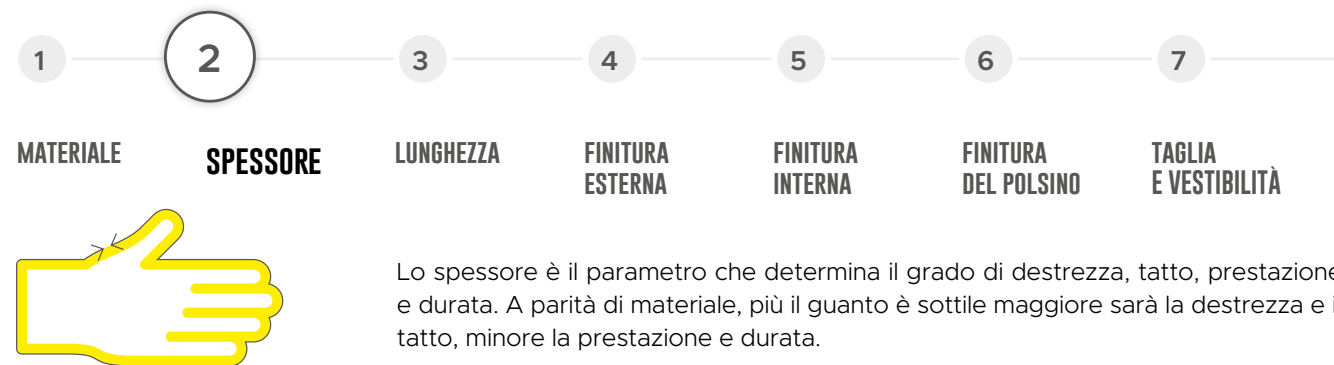 1 2 3 4 5 6 7
MATERIALE SPESSORE LUNGHEZZA FINITURA ESTERNA FINITURA INTERNA FINITURA DEL POLSINO TAGLIA E VESTIBILITÀ
Lo spessore è il parametro che determina il grado di destrezza, tatto, prestazione
e durata. A parità di materiale, più il guanto è sottile maggiore sarà la destrezza e i
tatto, minore la prestazione e durata.